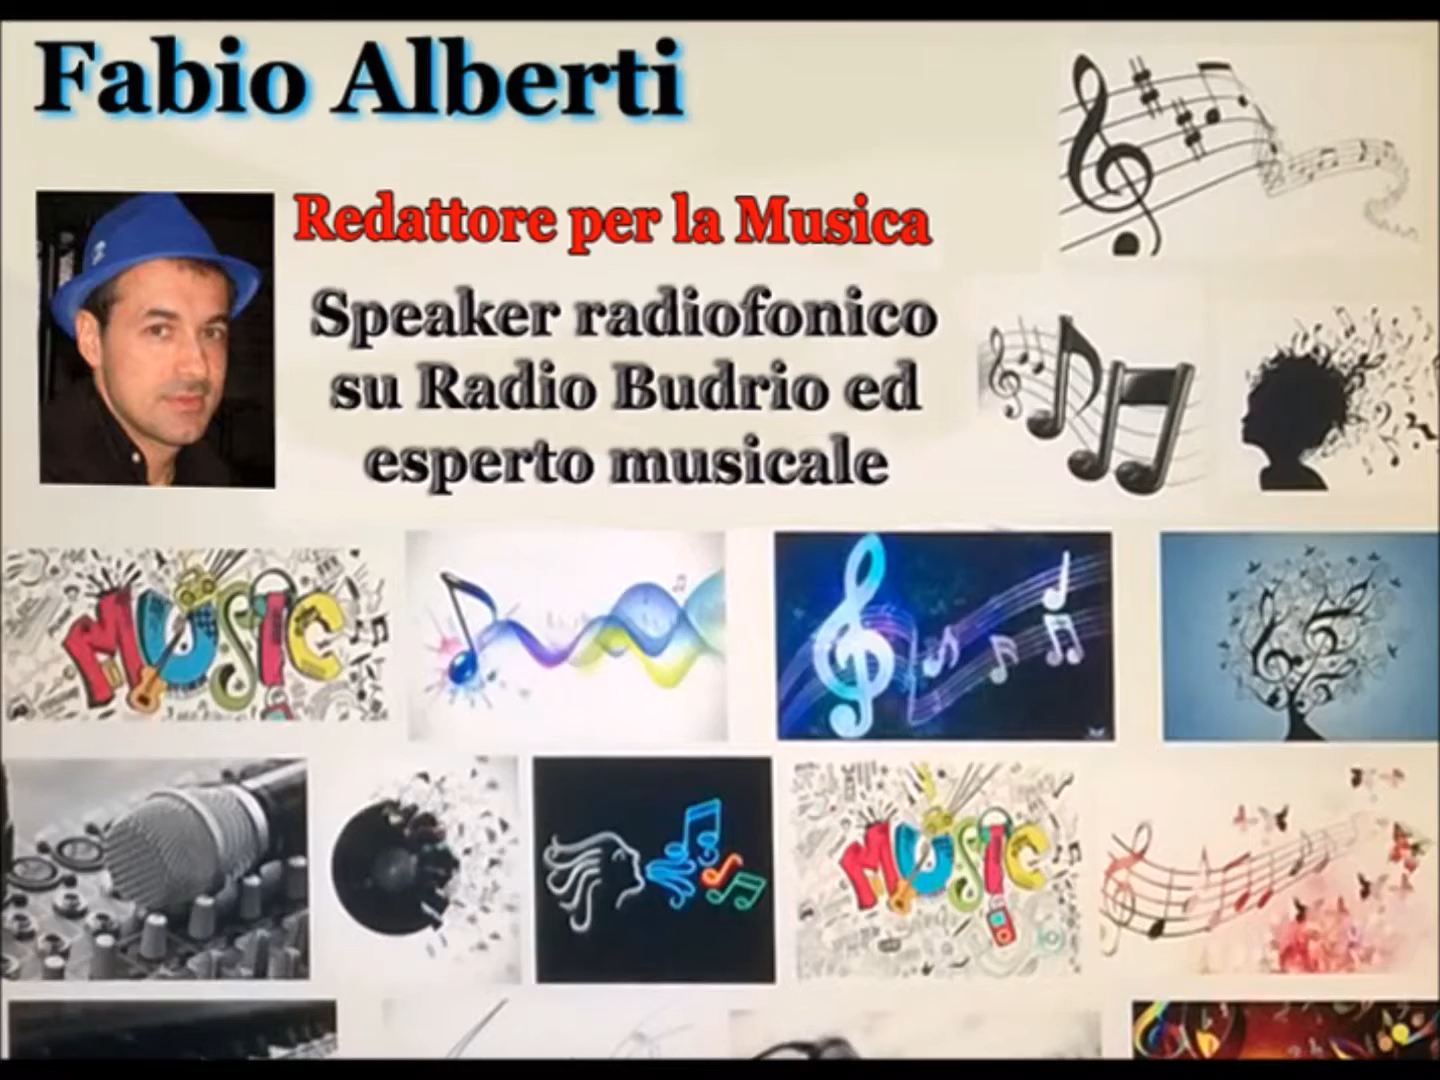 Fabio Alberti
Redattore per la Musica
Speaker radiofonico
su Radio Budrio ed
esperto musicale
MUSIC
MUSIC